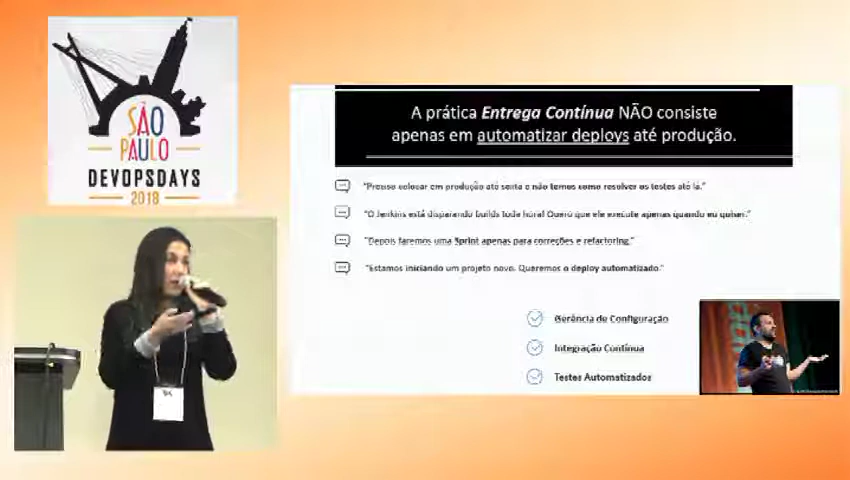 SÃO
PAULO
DEVOPSDAYS
2018
A prática Entrega Contínua NÃO consiste
apenas em automatizar deploys até produção.
"Preciso colocar em produção até sexta e não temos como resolver os testes até lá."
"O Jenkins está disparando builds toda hora! Quero que ele execute apenas quando eu quiser."
"Depois faremos uma Sprint apenas para correções e refactoring."
"Estamos iniciando um projeto novo. Queremos o deploy automatizado."
Gerência de Configuração
Integração Contínua
Testes Automatizados